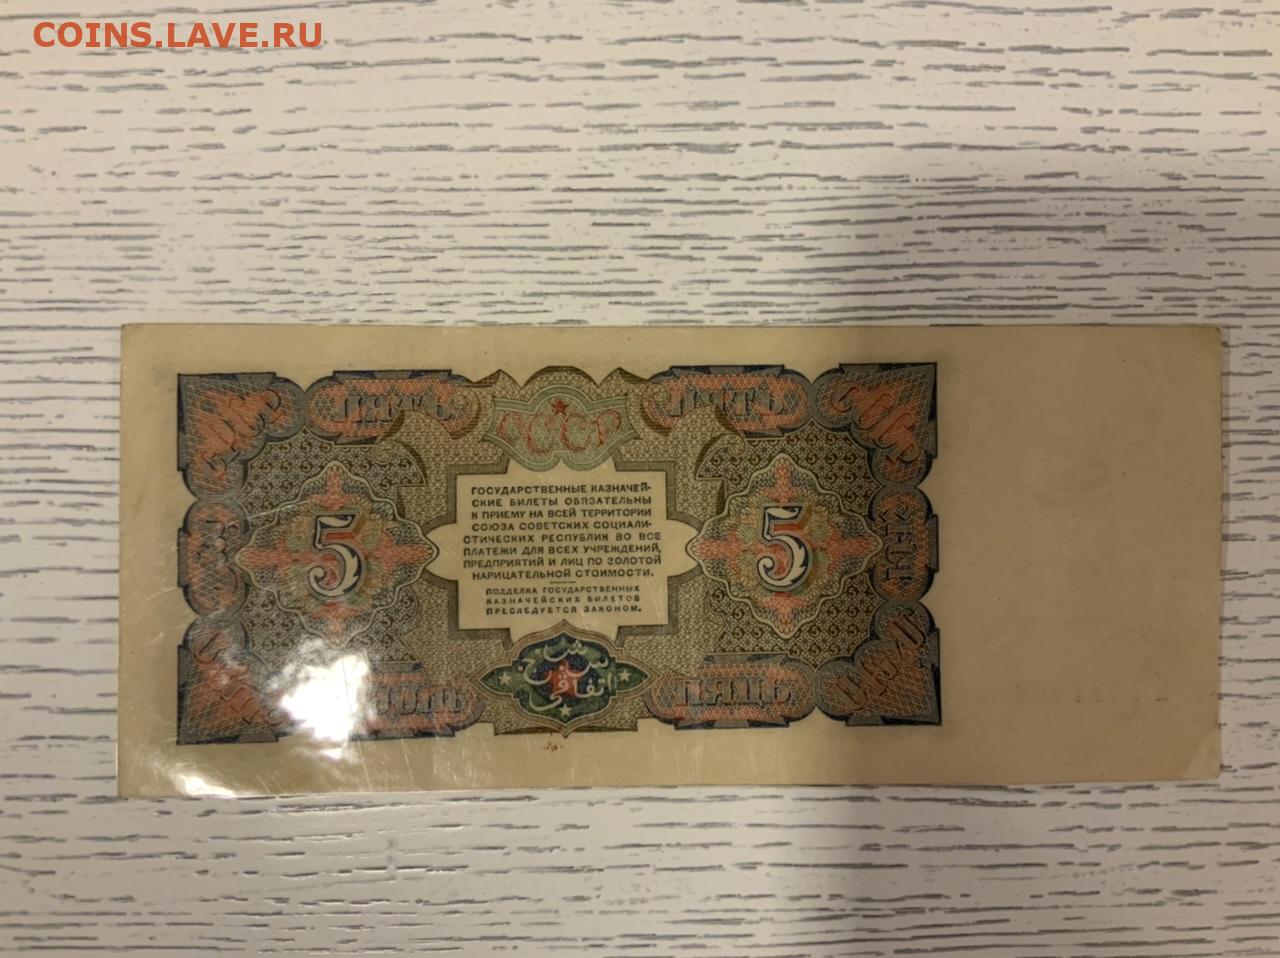 COINS.LAVE.RU
ПЯТЬ
СССР
ПЯТЬ
ГОСУДАРСТВЕННЫЕ КАЗНАЧЕЙ-
СКИЕ БИЛЕТЫ ОБЯЗАТЕЛЬНЫ
К ПРИЕМУ НА ВСЕЙ ТЕРРИТОРИИ
СОЮЗА СОВЕТСКИХ СОЦИАЛИ-
СТИЧЕСКИХ РЕСПУБЛИК ВО ВСЕ
ПЛАТЕЖИ ДЛЯ ВСЕХ УЧРЕЖДЕНИЙ,
ПРЕДПРИЯТИЙ И ЛИЦ ПО ЗОЛОТОЙ
НАРИЦАТЕЛЬНОЙ СТОИМОСТИ.
5
5
ПОДДЕЛКА ГОСУДАРСТВЕННЫХ
КАЗНАЧЕЙСКИХ БИЛЕТОВ
ПРЕСЛЕДУЕТСЯ ЗАКОНОМ.
ПЯЦЬ